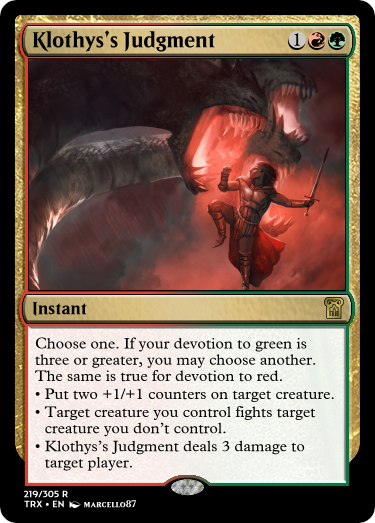 Klothys's Judgment 1
Instant
Choose one. If your devotion to green is
three or greater, you may choose another.
The same is true for devotion to red.
• Put two +1/+1 counters on target creature.
• Target creature you control fights target
creature you don't control.
• Klothys's Judgment deals 3 damage to
target player.
219/305 R
TRX • EN MARCELLO87